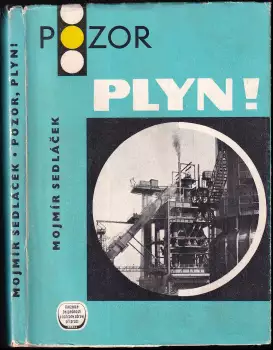 MOJMÍR SEDLÁČEK • POZOR, PLYN!
POZOR
PLYN!
MOJMÍR SEDLÁČEK